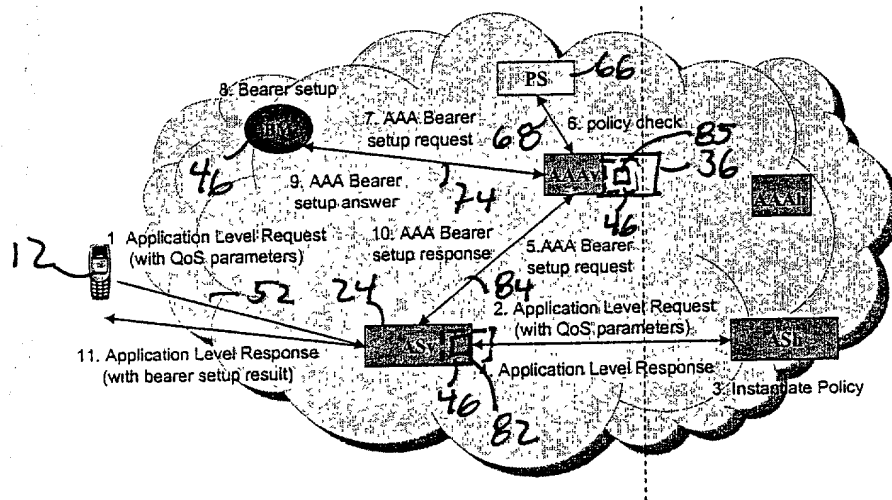 PS
66
8. Bearer setup
BM
46
7. AAA Bearer
setup request
68
6. policy check
85
36
AAAv
46
AAAh
9. AAA Bearer
setup answer
74
10. AAA Bearer
setup response
5.AAA Bearer
setup request
12
1 Application Level Request
(with QoS parameters)
52
24
84
2. Application Level Request
(with QoS parameters)
ASv
ASh
11. Application Level Response
(with bearer setup result)
Application Level Response
3. Instantiate Policy
46
82